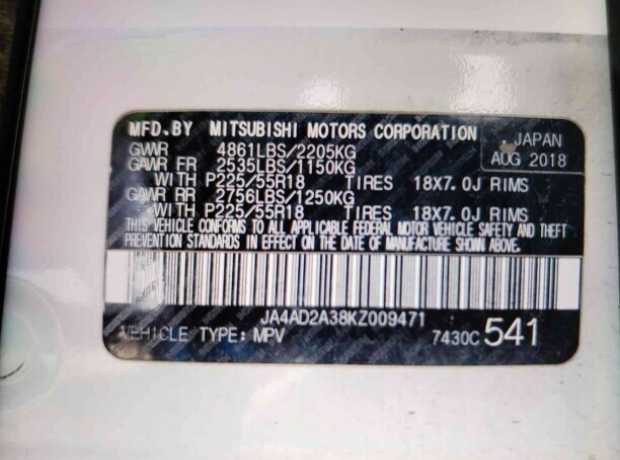 MFD.BY MITSUBISHI MOTORS CORPORATION
JAPAN
GVWR 4861LBS/2205KG
AUG 2018
GAWR FR 2535LBS/1150KG
WITH P225/55R18 TIRES 18X7.0J RIMS
GAWR RR 2756LBS/1250KG
WITH P225/55R18 TIRES 18X7.0J RIMS
THIS VEHICLE CONFORMS TO ALL APPLICABLE FEDERAL MOTOR VEHICLE SAFETY AND THEFT
PREVENTION STANDARDS IN EFFECT ON THE DATE OF MANUFACTURE SHOWN ABOVE.
JA4AD2A38KZ009471
VEHICLE TYPE: MPV 7430C 541